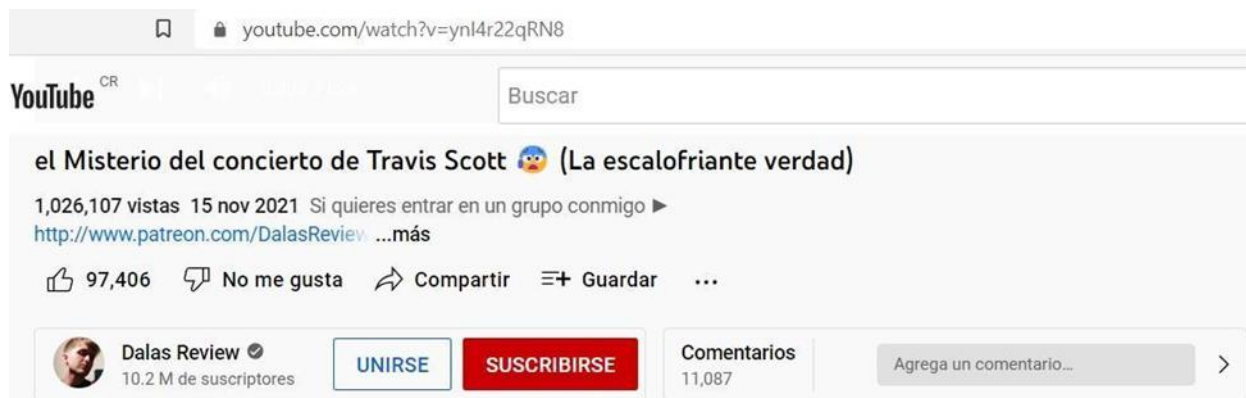 youtube.com/watch?v=ynI4r22qRN8
YouTube CR
Buscar
el Misterio del concierto de Travis Scott 😰 (La escalofriante verdad)
1,026,107 vistas 15 nov 2021 Si quieres entrar en un grupo conmigo ►
http://www.patreon.com/DalasReview ...más
97,406 No me gusta Compartir Guardar ...
Dalas Review
10.2 M de suscriptores
UNIRSE
SUSCRIBIRSE
Comentarios
11,087
Agrega un comentario...